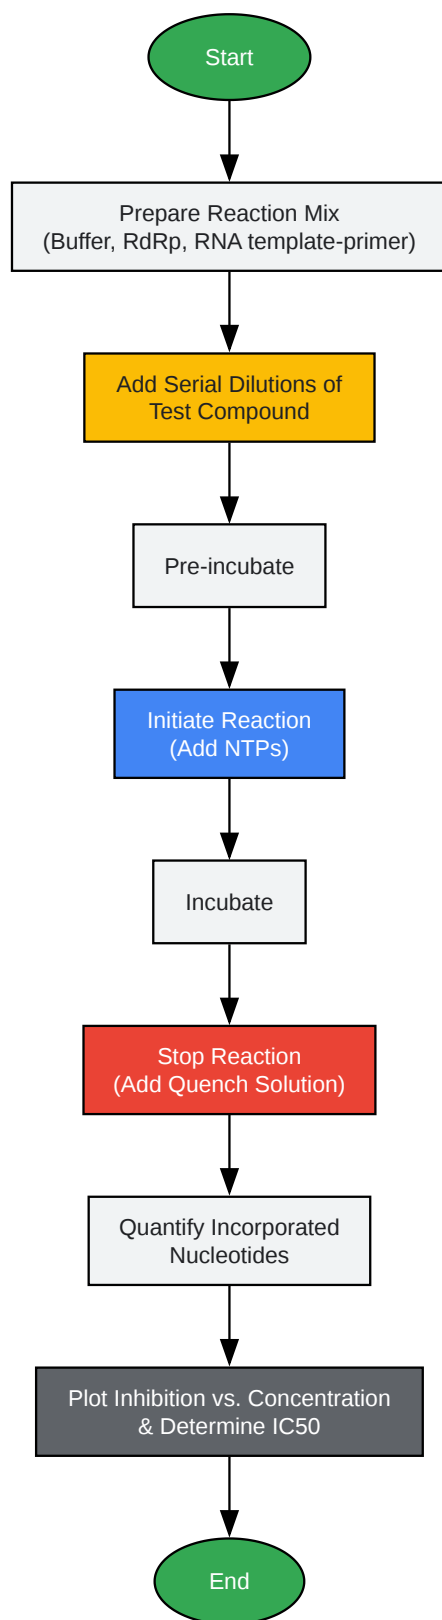 Start
Prepare Reaction Mix
(Buffer, RdRp, RNA template-primer)
Add Serial Dilutions of
Test Compound
Pre-incubate
Initiate Reaction
(Add NTPs)
Incubate
Stop Reaction
(Add Quench Solution)
Quantify Incorporated
Nucleotides
Plot Inhibition vs. Concentration
& Determine IC50
End